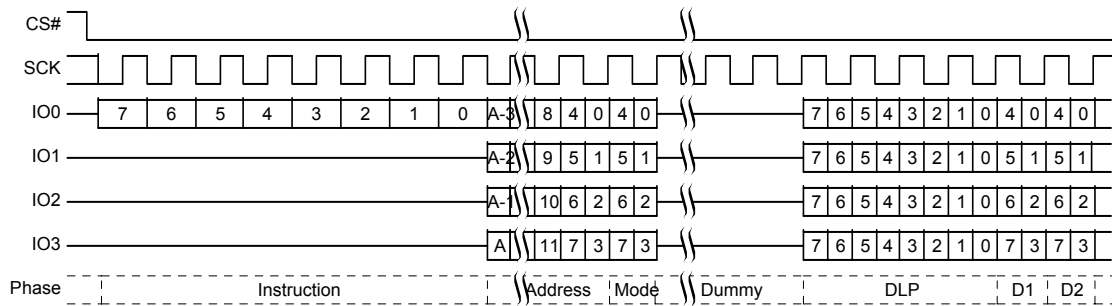 CS#
SCK
IO0 7 6 5 4 3 2 1 0 A-3 8 4 0 4 0 7 6 5 4 3 2 1 0 4 0 4 0
IO1 A-2 9 5 1 5 1 7 6 5 4 3 2 1 0 5 1 5 1
IO2 A-1 10 6 2 6 2 7 6 5 4 3 2 1 0 6 2 6 2
IO3 A 11 7 3 7 3 7 6 5 4 3 2 1 0 7 3 7 3
Phase Instruction Address Mode Dummy DLP D1 D2